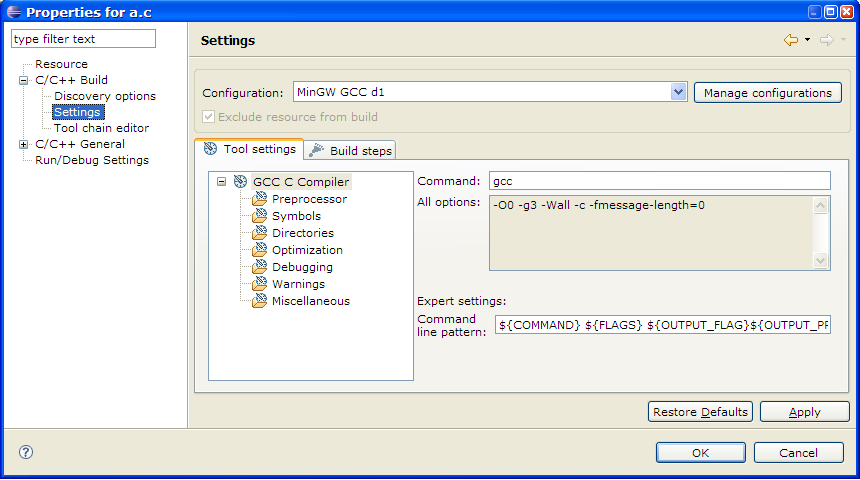 Properties for a.c
type filter text
Resource
C/C++ Build
Discovery options
Settings
Tool chain editor
C/C++ General
Run/Debug Settings
Settings
Configuration:
MinGW GCC d1
Manage configurations
Exclude resource from build
Tool settings
Build steps
GCC C Compiler
Preprocessor
Symbols
Directories
Optimization
Debugging
Warnings
Miscellaneous
Command:
gcc
All options:
-O0 -g3 -Wall -c -fmessage-length=0
Expert settings:
Command
line pattern:
${COMMAND} ${FLAGS} ${OUTPUT_FLAG}${OUTPUT_PR
Restore Defaults
Apply
?
OK
Cancel